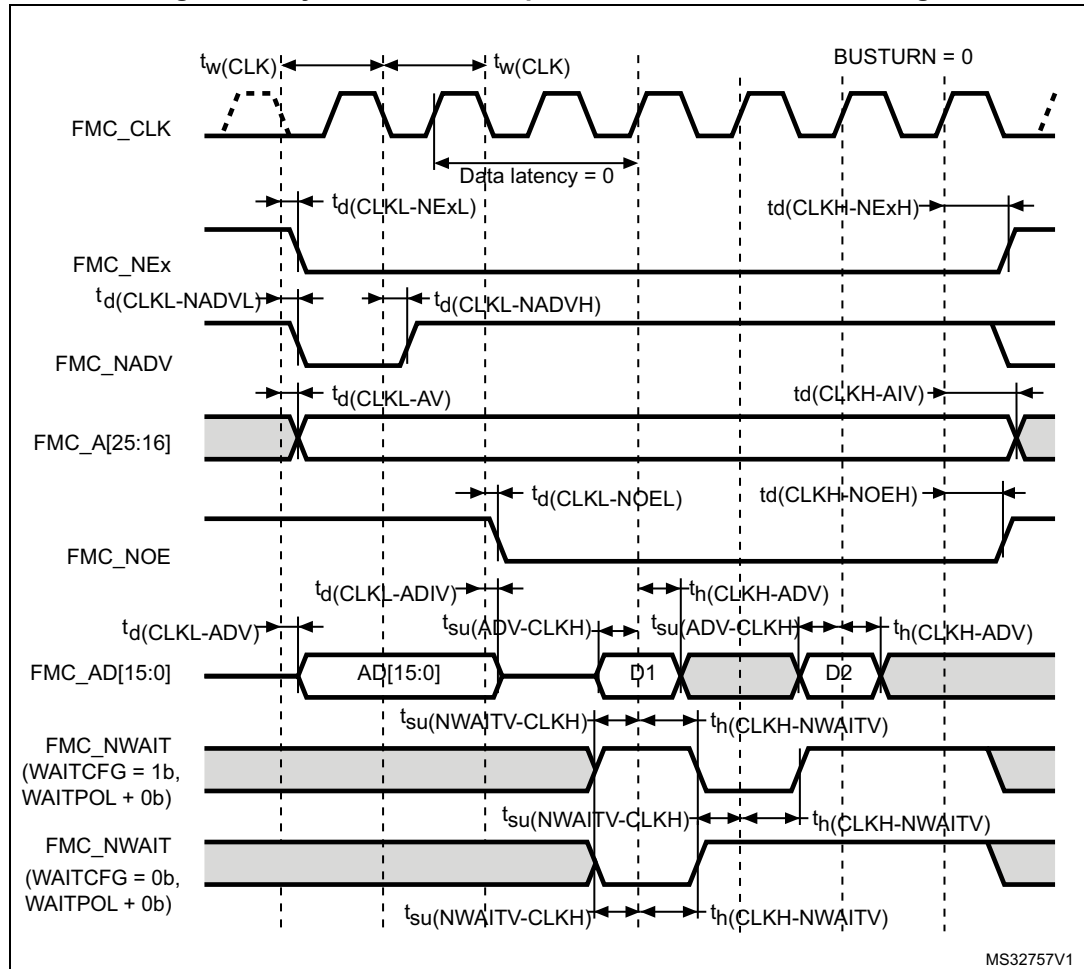 BUSTURN = 0
tw(CLK) tw(CLK)
FMC_CLK
Data latency = 0
td(CLKL-NExL) td(CLKH-NExH)
FMC_NEx
td(CLKL-NADVL) td(CLKL-NADVH)
FMC_NADV
td(CLKL-AV) td(CLKH-AIV)
FMC_A[25:16]
td(CLKL-NOEL) td(CLKH-NOEH)
FMC_NOE
td(CLKL-ADIV) th(CLKH-ADV)
td(CLKL-ADV) tsu(ADV-CLKH) tsu(ADV-CLKH) th(CLKH-ADV)
FMC_AD[15:0] AD[15:0] D1 D2
tsu(NWAITV-CLKH) th(CLKH-NWAITV)
FMC_NWAIT
(WAITCFG = 1b,
WAITPOL + 0b)
tsu(NWAITV-CLKH) th(CLKH-NWAITV)
FMC_NWAIT
(WAITCFG = 0b,
WAITPOL + 0b)
tsu(NWAITV-CLKH) th(CLKH-NWAITV)
MS32757V1